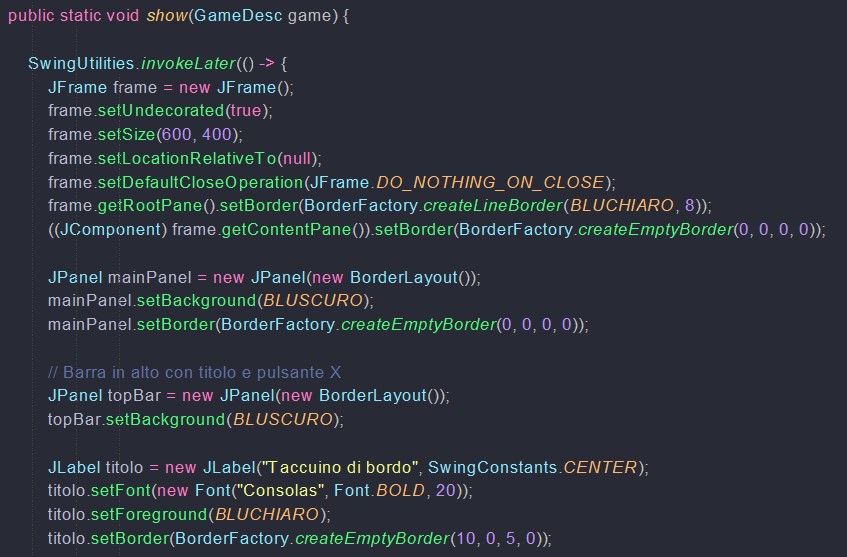 public static void show(GameDesc game) {
SwingUtilities.invokeLater(() -> {
JFrame frame = new JFrame();
frame.setUndecorated(true);
frame.setSize(600, 400);
frame.setLocationRelativeTo(null);
frame.setDefaultCloseOperation(JFrame.DO_NOTHING_ON_CLOSE);
frame.getRootPane().setBorder(BorderFactory.createLineBorder(BLUCHIARO, 8));
((JComponent) frame.getContentPane()).setBorder(BorderFactory.createEmptyBorder(0, 0, 0, 0));
JPanel mainPanel = new JPanel(new BorderLayout());
mainPanel.setBackground(BLUSCURO);
mainPanel.setBorder(BorderFactory.createEmptyBorder(0, 0, 0, 0));
// Barra in alto con titolo e pulsante X
JPanel topBar = new JPanel(new BorderLayout());
topBar.setBackground(BLUSCURO);
JLabel titolo = new JLabel("Taccuino di bordo", SwingConstants.CENTER);
titolo.setFont(new Font("Consolas", Font.BOLD, 20));
titolo.setForeground(BLUCHIARO);
titolo.setBorder(BorderFactory.createEmptyBorder(10, 0, 5, 0));